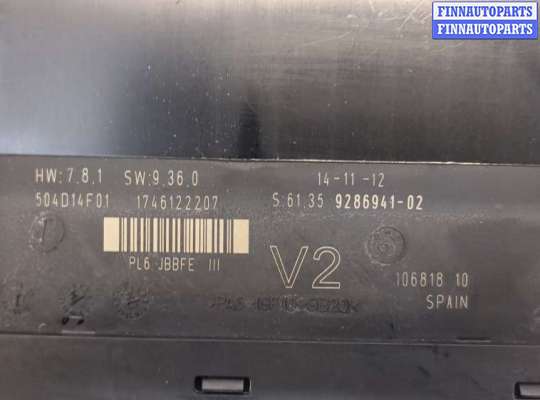 FINNAUTOPARTS
FINNAUTOPARTS
HW:7.8.1 SW:9.36.0 14-11-12
504D14F01 1746122207 S:61.35 9286941-02
PL6 JBBFE III
V2
106818 10
SPAIN